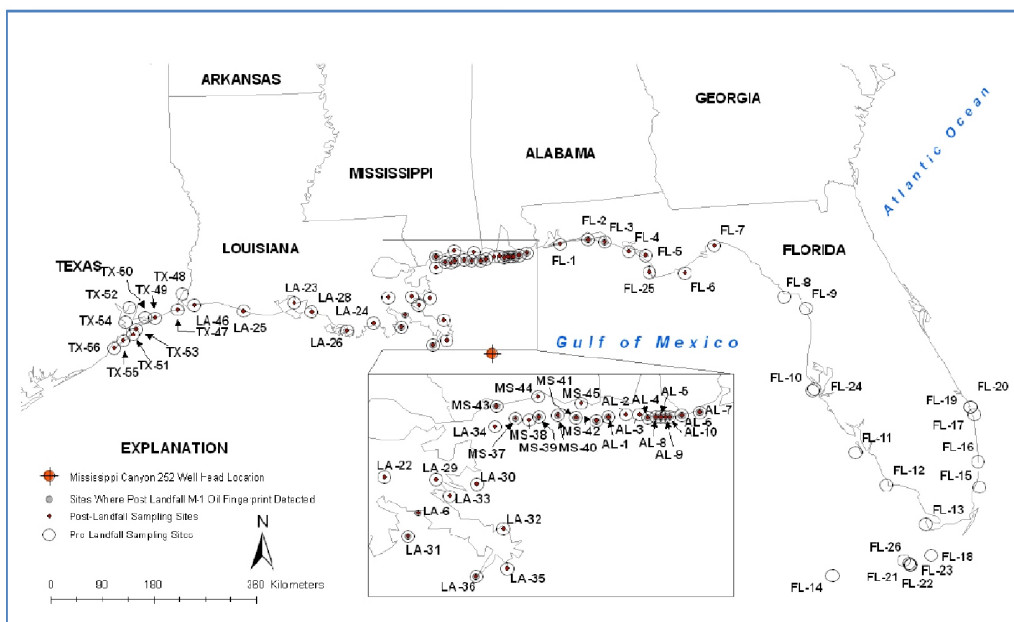 ARKANSAS
GEORGIA
ALABAMA
MISSISSIPPI
Atlantic Ocean
LOUISIANA
TEXAS
FLORIDA
Gulf of Mexico
TX-50
TX-48
TX-52
TX-49
TX-54
TX-56
TX-55
TX-51
TX-53
TX-47
LA-46
LA-25
LA-23
LA-28
LA-24
LA-26
FL-1
FL-2
FL-3
FL-4
FL-5
FL-25
FL-6
FL-7
FL-8
FL-9
FL-10
FL-24
FL-11
FL-12
FL-13
FL-20
FL-19
FL-17
FL-16
FL-15
FL-26
FL-18
FL-21
FL-23
FL-22
FL-14
MS-44
MS-41
MS-45
MS-43
AL-2
AL-4
AL-5
AL-7
LA-34
MS-37
MS-38
MS-39
MS-40
MS-42
AL-1
AL-3
AL-8
AL-9
AL-10
AL-6
LA-22
LA-29
LA-30
LA-33
LA-6
LA-32
LA-31
LA-35
LA-36
EXPLANATION
Mississippi Canyon 252 Well Head Location
Sites Where Post Landfall M-1 Oil Fingerprint Detected
Post-Landfall Sampling Sites
Pre Landfall Sampling Sites
N
0 90 180 360 Kilometers